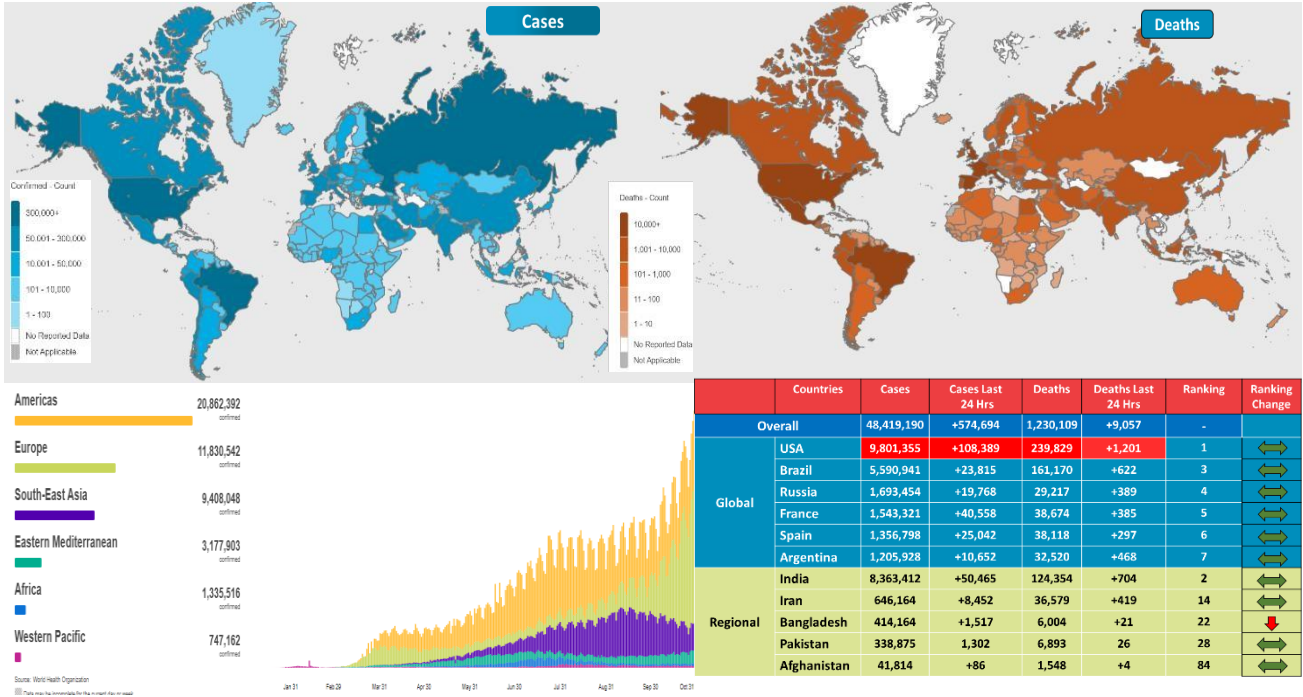 Cases
Deaths
Confirmed - Count
300,000+
50,001 - 300,000
10,001 - 50,000
101 - 10,000
1 - 100
No Reported Data
Not Applicable
Deaths - Count
10,000+
1,001 - 10,000
101 - 1,000
11 - 100
1 - 10
No Reported Data
Not Applicable
Americas 20,862,392
confirmed
Europe 11,830,542
confirmed
South-East Asia 9,408,048
confirmed
Eastern Mediterranean 3,177,903
confirmed
Africa 1,335,516
confirmed
Western Pacific 747,162
confirmed
Source: World Health Organization
Data may be incomplete for the current day or week
Jan 31 Feb 29 Mar 31 Apr 30 May 31 Jun 30 Jul 31 Aug 31 Sep 30 Oct 31
Countries Cases Cases Last 24 Hrs Deaths Deaths Last 24 Hrs Ranking Ranking Change
Overall 48,419,190 +574,694 1,230,109 +9,057 -
Global
USA 9,801,355 +108,389 239,829 +1,201 1
Brazil 5,590,941 +23,815 161,170 +622 3
Russia 1,693,454 +19,768 29,217 +389 4
France 1,543,321 +40,558 38,674 +385 5
Spain 1,356,798 +25,042 38,118 +297 6
Argentina 1,205,928 +10,652 32,520 +468 7
Regional
India 8,363,412 +50,465 124,354 +704 2
Iran 646,164 +8,452 36,579 +419 14
Bangladesh 414,164 +1,517 6,004 +21 22
Pakistan 338,875 1,302 6,893 26 28
Afghanistan 41,814 +86 1,548 +4 84